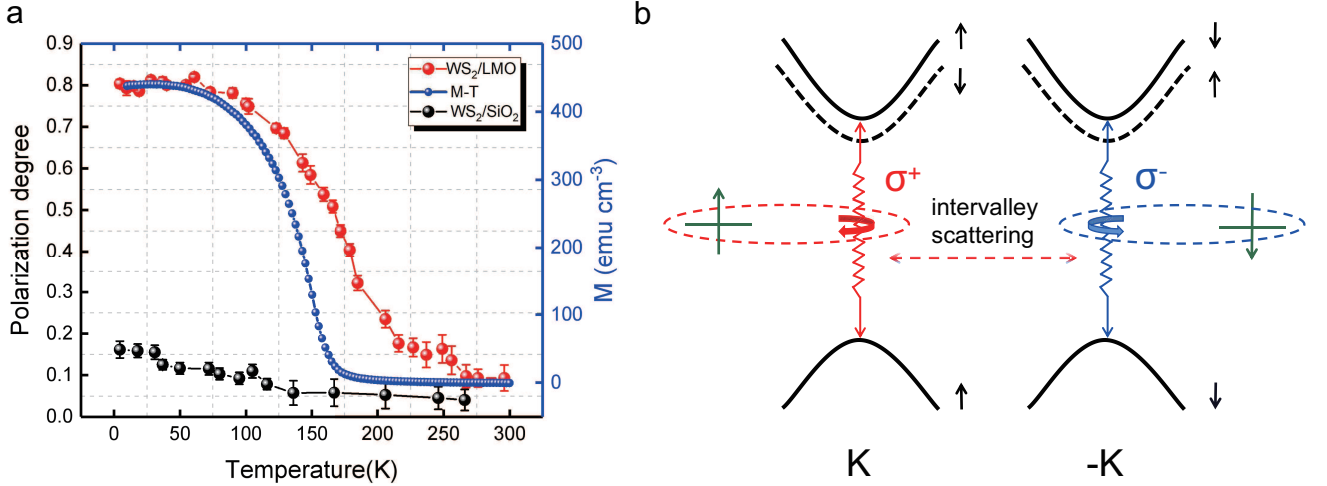 a
Polarization degree
0.9
0.8
0.7
0.6
0.5
0.4
0.3
0.2
0.1
0.0
0
50
100
150
200
250
300
Temperature(K)
500
400
300
200
100
0
M (emu cm⁻³)
WS₂/LMO
M-T
WS₂/SiO₂
b
σ⁺
σ⁻
intervalley
scattering
K
-K